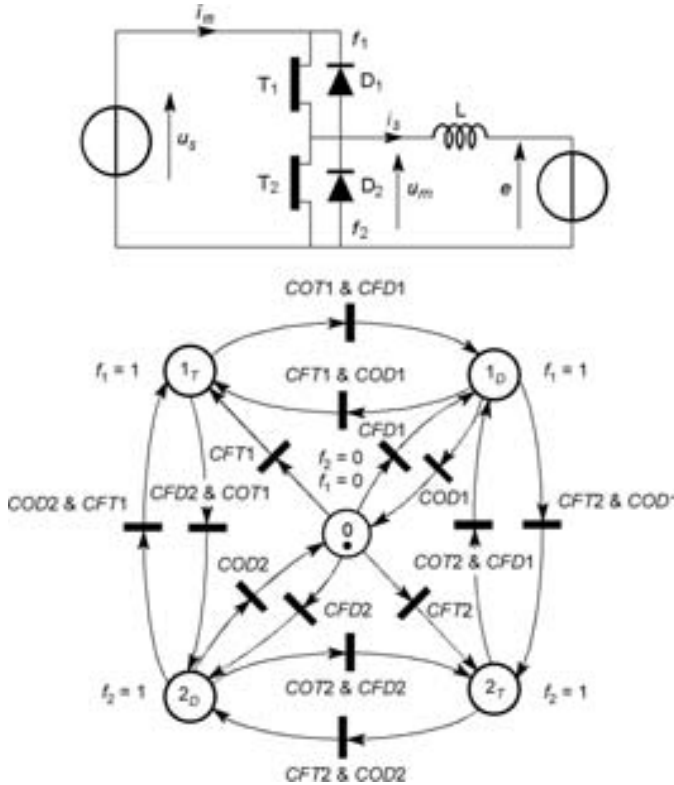 i_m
f_1
T_1
D_1
i_s
L
u_s
T_2
D_2
u_m
e
f_2
COT1 & CFD1
f_1 = 1
1_T
1_D
f_1 = 1
CFT1 & COD1
CFD1
CFT1
f_2 = 0
f_1 = 0
COD1
COD2 & CFT1
CFD2 & COT1
0
CFT2 & COD1
COD2
COT2 & CFD1
CFD2
CFT2
f_2 = 1
2_D
COT2 & CFD2
2_T
f_2 = 1
CFT2 & COD2